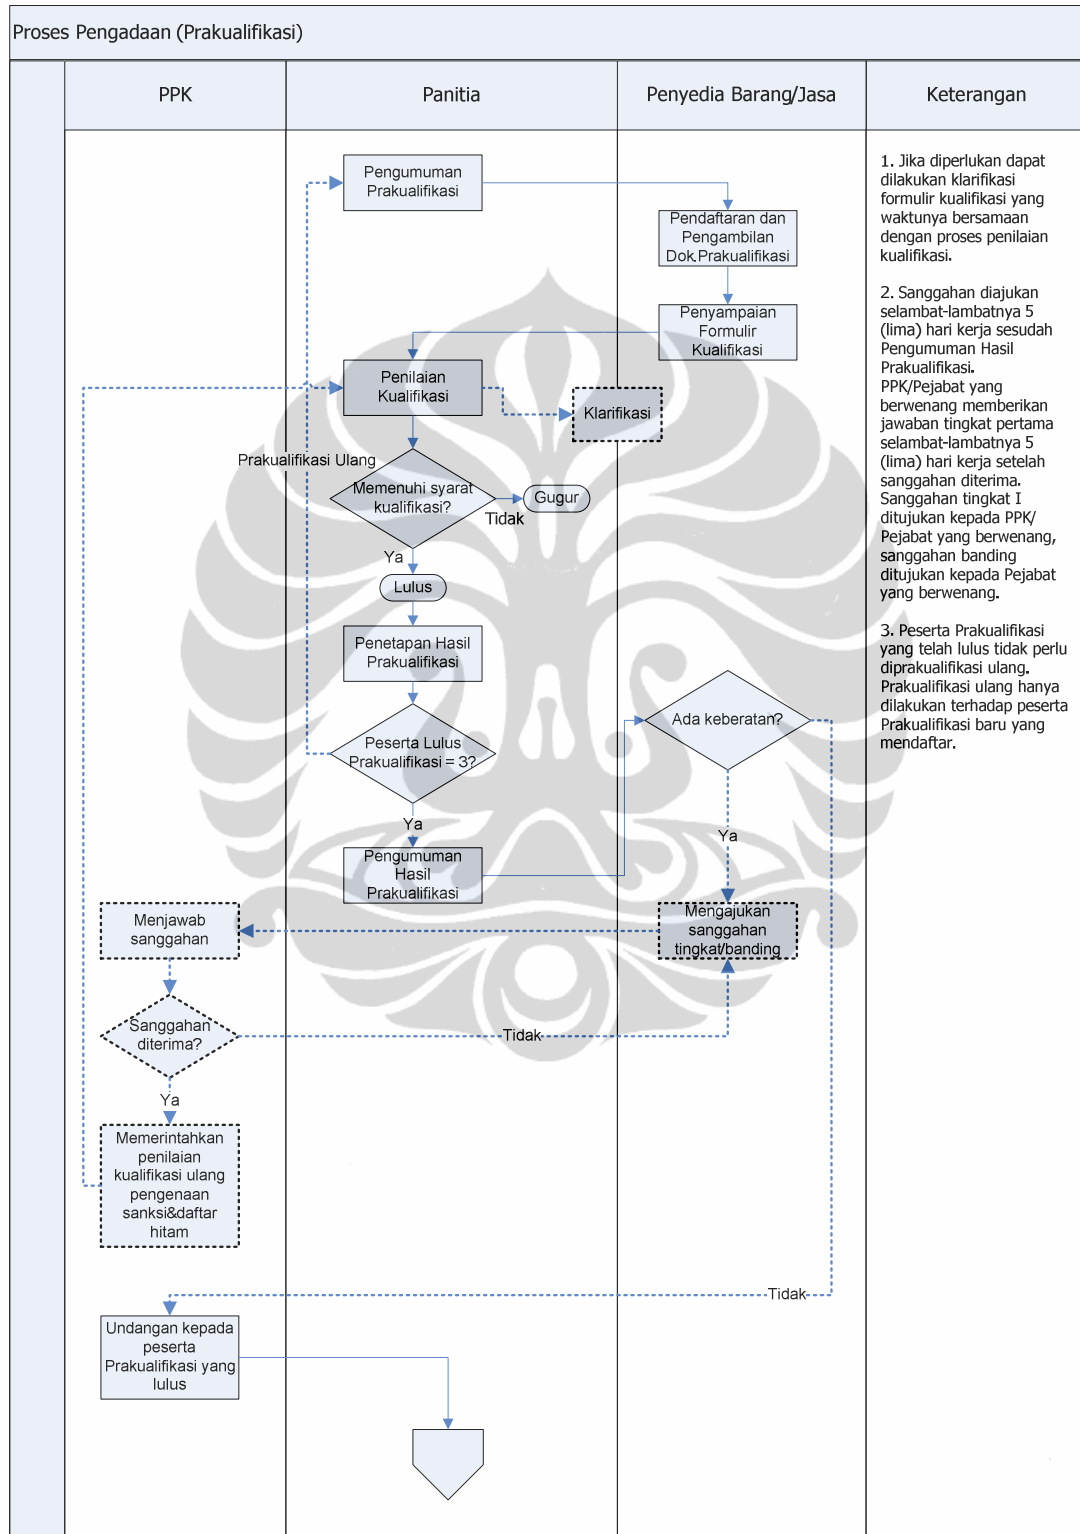 Proses Pengadaan (Prakualifikasi)
PPK
Panitia
Penyedia Barang/Jasa
Keterangan
Pengumuman
Prakualifikasi
Pendaftaran dan
Pengambilan
Dok.Prakualifikasi
Penyampaian
Formulir
Kualifikasi
Penilaian
Kualifikasi
Klarifikasi
Prakualifikasi Ulang
Memenuhi syarat
kualifikasi?
Tidak
Gugur
Ya
Lulus
Penetapan Hasil
Prakualifikasi
Peserta Lulus
Prakualifikasi = 3?
Ya
Pengumuman
Hasil
Prakualifikasi
Ada keberatan?
Ya
Mengajukan
sanggahan
tingkat/banding
Menjawab
sanggahan
Sanggahan
diterima?
Tidak
Ya
Memerintahkan
penilaian
kualifikasi ulang
pengenaan
sanksi&daftar
hitam
Tidak
Undangan kepada
peserta
Prakualifikasi yang
lulus
1. Jika diperlukan dapat
dilakukan klarifikasi
formulir kualifikasi yang
waktunya bersamaan
dengan proses penilaian
kualifikasi.
2. Sanggahan diajukan
selambat-lambatnya 5
(lima) hari kerja sesudah
Pengumuman Hasil
Prakualifikasi.
PPK/Pejabat yang
berwenang memberikan
jawaban tingkat pertama
selambat-lambatnya 5
(lima) hari kerja setelah
sanggahan diterima.
Sanggahan tingkat I
ditujukan kepada PPK/
Pejabat yang berwenang,
sanggahan banding
ditujukan kepada Pejabat
yang berwenang.
3. Peserta Prakualifikasi
yang telah lulus tidak perlu
diprakualifikasi ulang.
Prakualifikasi ulang hanya
dilakukan terhadap peserta
Prakualifikasi baru yang
mendaftar.